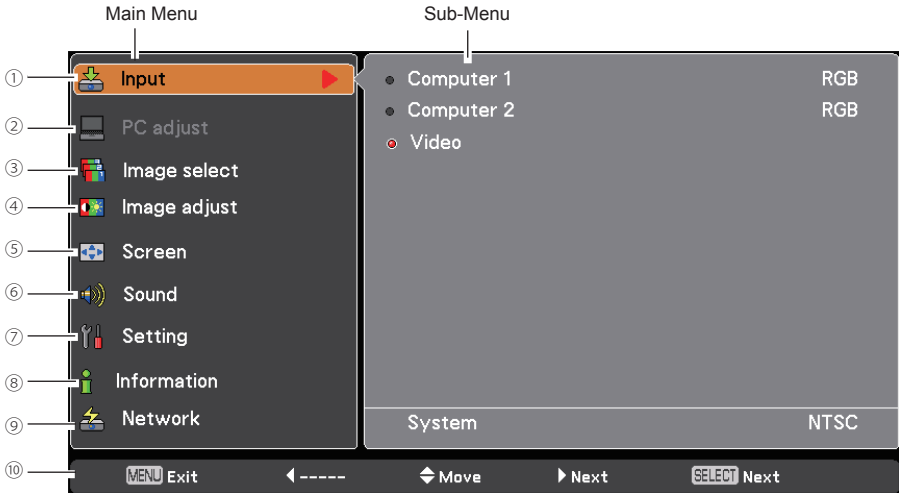 Main Menu Sub-Menu
① Input Computer 1 RGB
Computer 2 RGB
② PC adjust
Video
③ Image select
④ Image adjust
⑤ Screen
⑥ Sound
⑦ Setting
⑧ Information
⑨ Network System NTSC
⑩ MENU Exit ----- Move Next SELECT Next